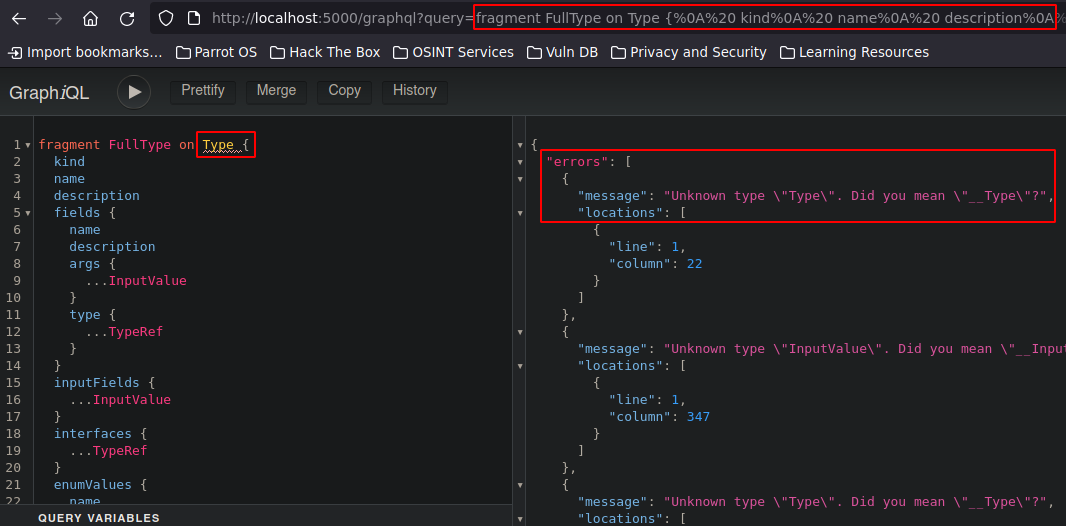 http://localhost:5000/graphql?query=fragment FullType on Type {%0A%20 kind%0A%20 name%0A%20 description%0A%
Import bookmarks... Parrot OS Hack The Box OSINT Services Vuln DB Privacy and Security Learning Resources
GraphiQL Prettify Merge Copy History
1 fragment FullType on Type {
2 kind
3 name
4 description
5 fields {
6 name
7 description
8 args {
9 ...InputValue
10 }
11 type {
12 ...TypeRef
13 }
14 }
15 inputFields {
16 ...InputValue
17 }
18 interfaces {
19 ...TypeRef
20 }
21 enumValues {
22 name
QUERY VARIABLES
{
"errors": [
{
"message": "Unknown type \"Type\". Did you mean \"__Type\"?",
"locations": [
{
"line": 1,
"column": 22
}
]
},
{
"message": "Unknown type \"InputValue\". Did you mean \"__Input
"locations": [
{
"line": 1,
"column": 347
}
]
},
{
"message": "Unknown type \"Type\". Did you mean \"__Type\"?",
"locations": [